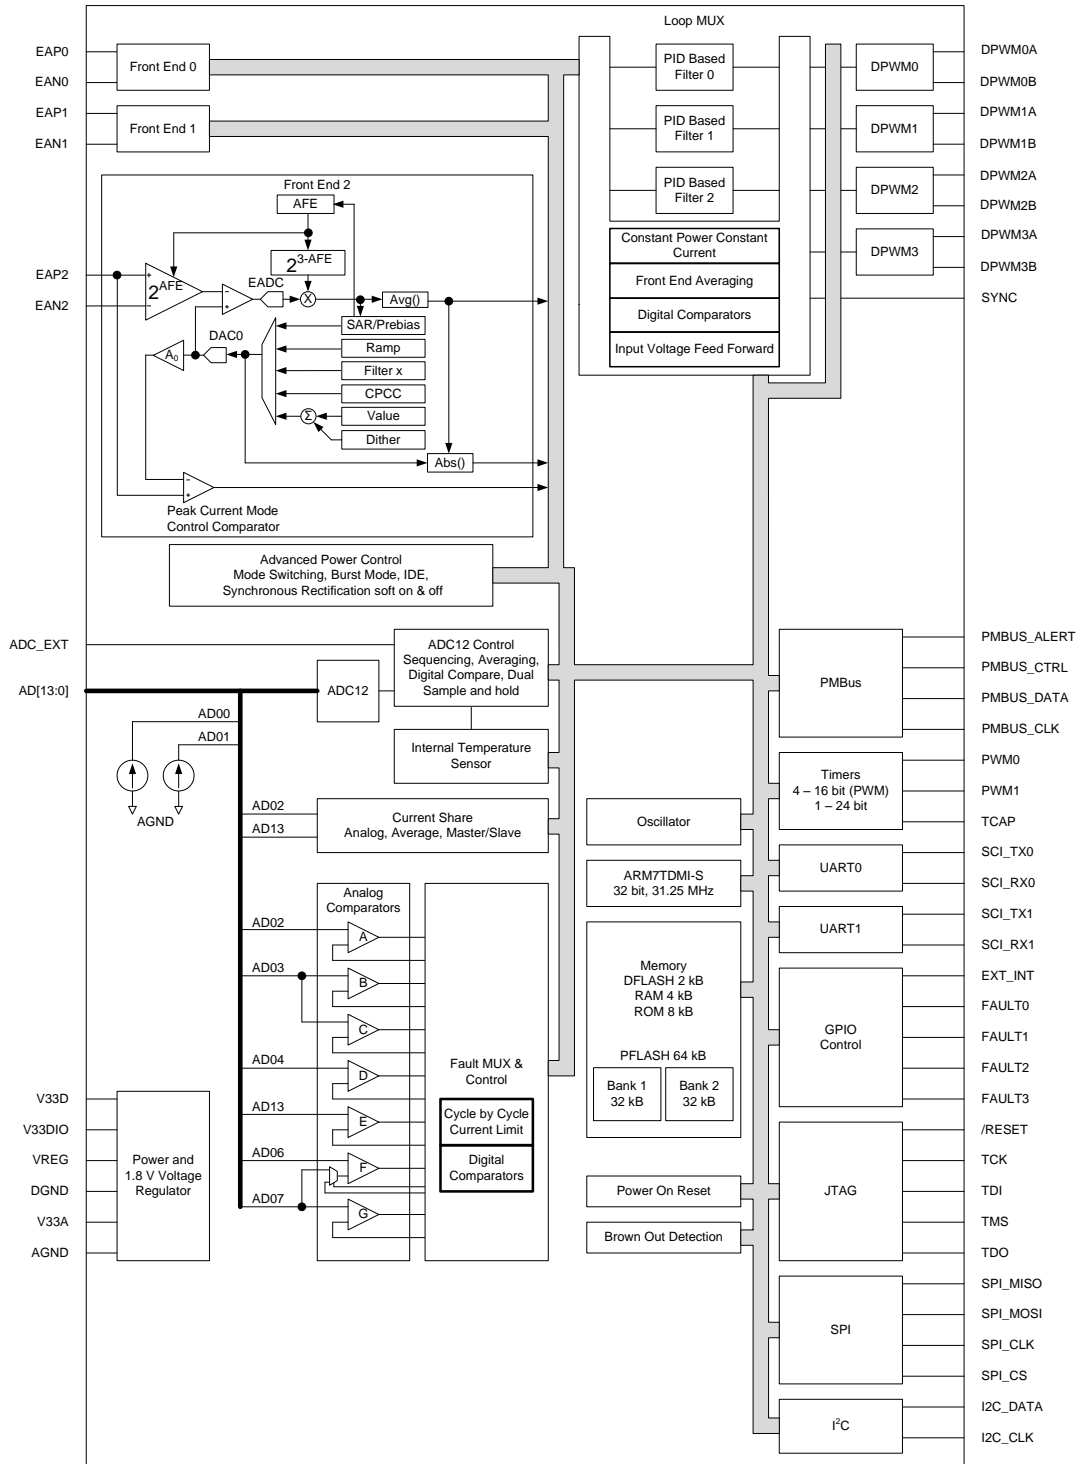 Loop MUX
EAP0
EAN0
EAP1
EAN1
Front End 0
Front End 1
PID Based
Filter 0
PID Based
Filter 1
PID Based
Filter 2
DPWM0
DPWM1
DPWM2
DPWM3
DPWM0A
DPWM0B
DPWM1A
DPWM1B
DPWM2A
DPWM2B
DPWM3A
DPWM3B
SYNC
Constant Power Constant
Current
Front End Averaging
Digital Comparators
Input Voltage Feed Forward
EAP2
EAN2
Front End 2
AFE
2^3-AFE
2^AFE
+
-
EADC
-
+
X
Avg()
SAR/Prebias
Ramp
Filter x
CPCC
Value
Dither
Σ
DAC0
A0
Abs()
-
+
Peak Current Mode
Control Comparator
Advanced Power Control
Mode Switching, Burst Mode, IDE,
Synchronous Rectification soft on & off
ADC_EXT
AD[13:0]
ADC12
ADC12 Control
Sequencing, Averaging,
Digital Compare, Dual
Sample and hold
AD00
AD01
AGND
Internal Temperature
Sensor
AD02
AD13
Current Share
Analog, Average, Master/Slave
Analog
Comparators
AD02
A
AD03
B
C
AD04
D
AD13
E
AD06
F
AD07
G
Fault MUX &
Control
Cycle by Cycle
Current Limit
Digital
Comparators
V33D
V33DIO
VREG
DGND
V33A
AGND
Power and
1.8 V Voltage
Regulator
Oscillator
ARM7TDMI-S
32 bit, 31.25 MHz
Memory
DFLASH 2 kB
RAM 4 kB
ROM 8 kB
PFLASH 64 kB
Bank 1
32 kB
Bank 2
32 kB
Power On Reset
Brown Out Detection
PMBus
PMBUS_ALERT
PMBUS_CTRL
PMBUS_DATA
PMBUS_CLK
Timers
4 – 16 bit (PWM)
1 – 24 bit
PWM0
PWM1
TCAP
UART0
SCI_TX0
SCI_RX0
UART1
SCI_TX1
SCI_RX1
GPIO
Control
EXT_INT
FAULT0
FAULT1
FAULT2
FAULT3
JTAG
/RESET
TCK
TDI
TMS
TDO
SPI
SPI_MISO
SPI_MOSI
SPI_CLK
SPI_CS
I²C
I2C_DATA
I2C_CLK